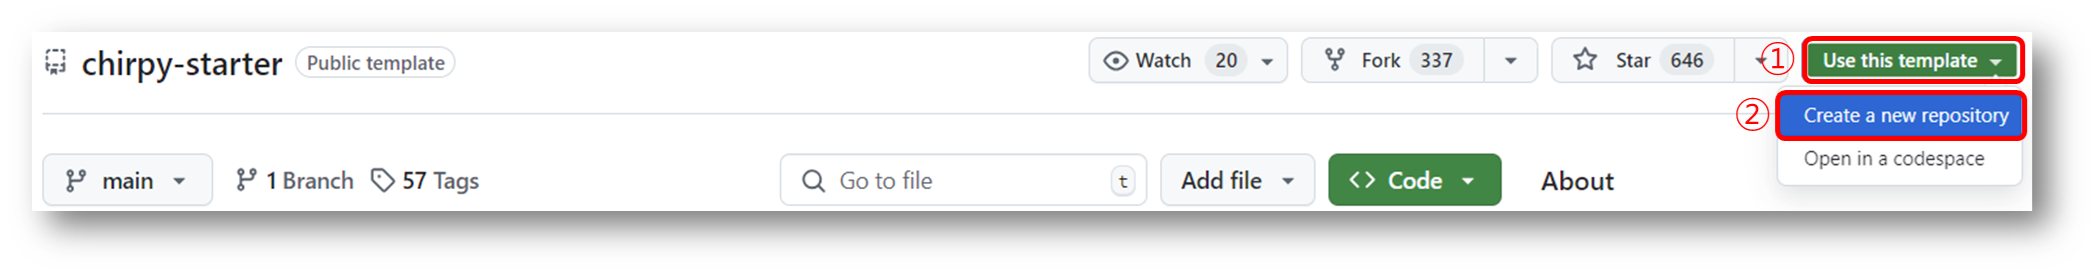 chirpy-starter Public template Watch 20 Fork 337 Star 646 ① Use this template
② Create a new repository
Open in a codespace
main 1 Branch 57 Tags Go to file t Add file Code About